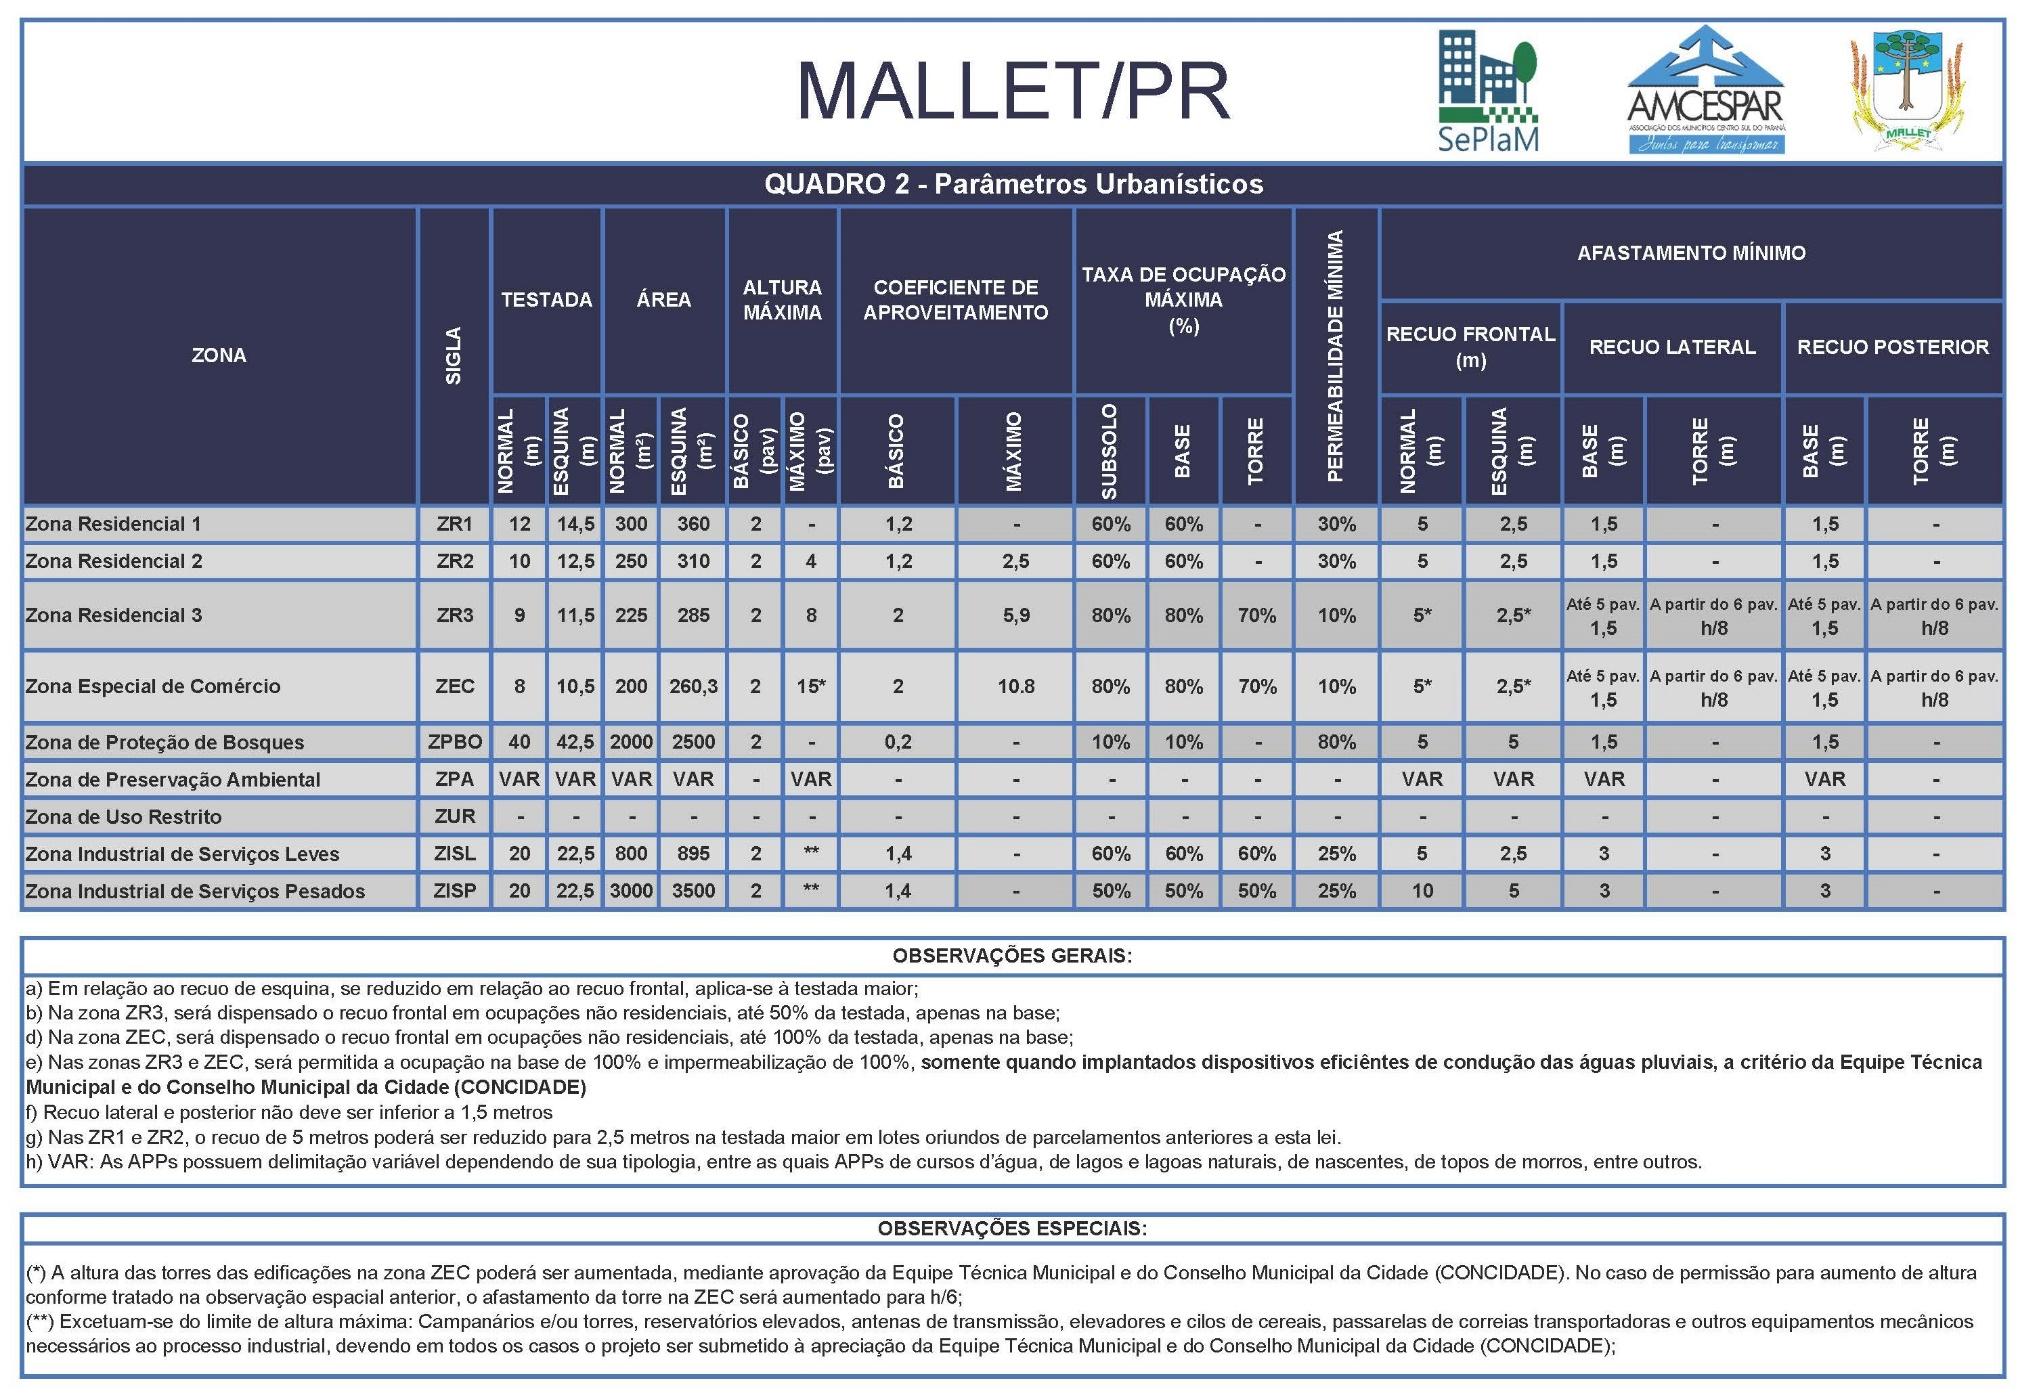 MALLET/PR
SePlaM
AMCESPAR
ASSOCIAÇÃO DOS MUNICÍPIOS CENTRO SUL DO PARANÁ
Juntos para transformar
MALLET
QUADRO 2 - Parâmetros Urbanísticos
ZONA SIGLA TESTADA ÁREA ALTURA MÁXIMA COEFICIENTE DE APROVEITAMENTO TAXA DE OCUPAÇÃO MÁXIMA (%) PERMEABILIDADE MÍNIMA AFASTAMENTO MÍNIMO
RECUO FRONTAL (m) RECUO LATERAL RECUO POSTERIOR
NORMAL (m) ESQUINA (m) NORMAL (m²) ESQUINA (m²) BÁSICO (pav) MÁXIMO (pav) BÁSICO MÁXIMO SUBSOLO BASE TORRE NORMAL (m) ESQUINA (m) BASE (m) TORRE (m) BASE (m) TORRE (m)
Zona Residencial 1 ZR1 12 14,5 300 360 2 - 1,2 - 60% 60% - 30% 5 2,5 1,5 - 1,5 -
Zona Residencial 2 ZR2 10 12,5 250 310 2 4 1,2 2,5 60% 60% - 30% 5 2,5 1,5 - 1,5 -
Zona Residencial 3 ZR3 9 11,5 225 285 2 8 2 5,9 80% 80% 70% 10% 5* 2,5* Até 5 pav. 1,5 A partir do 6 pav. h/8 Até 5 pav. 1,5 A partir do 6 pav. h/8
Zona Especial de Comércio ZEC 8 10,5 200 260,3 2 15* 2 10.8 80% 80% 70% 10% 5* 2,5* Até 5 pav. 1,5 A partir do 6 pav. h/8 Até 5 pav. 1,5 A partir do 6 pav. h/8
Zona de Proteção de Bosques ZPBO 40 42,5 2000 2500 2 - 0,2 - 10% 10% - 80% 5 5 1,5 - 1,5 -
Zona de Preservação Ambiental ZPA VAR VAR VAR VAR - VAR - - - - - - VAR VAR VAR - VAR -
Zona de Uso Restrito ZUR - - - - - - - - - - - - - - - - - -
Zona Industrial de Serviços Leves ZISL 20 22,5 800 895 2 ** 1,4 - 60% 60% 60% 25% 5 2,5 3 - 3 -
Zona Industrial de Serviços Pesados ZISP 20 22,5 3000 3500 2 ** 1,4 - 50% 50% 50% 25% 10 5 3 - 3 -
OBSERVAÇÕES GERAIS:
a) Em relação ao recuo de esquina, se reduzido em relação ao recuo frontal, aplica-se à testada maior;
b) Na zona ZR3, será dispensado o recuo frontal em ocupações não residenciais, até 50% da testada, apenas na base;
d) Na zona ZEC, será dispensado o recuo frontal em ocupações não residenciais, até 100% da testada, apenas na base;
e) Nas zonas ZR3 e ZEC, será permitida a ocupação na base de 100% e impermeabilização de 100%, somente quando implantados dispositivos eficiêntes de condução das águas pluviais, a critério da Equipe Técnica
Municipal e do Conselho Municipal da Cidade (CONCIDADE)
f) Recuo lateral e posterior não deve ser inferior a 1,5 metros
g) Nas ZR1 e ZR2, o recuo de 5 metros poderá ser reduzido para 2,5 metros na testada maior em lotes oriundos de parcelamentos anteriores a esta lei.
h) VAR: As APPs possuem delimitação variável dependendo de sua tipologia, entre as quais APPs de cursos d'água, de lagos e lagoas naturais, de nascentes, de topos de morros, entre outros.
OBSERVAÇÕES ESPECIAIS:
(*) A altura das torres das edificações na zona ZEC poderá ser aumentada, mediante aprovação da Equipe Técnica Municipal e do Conselho Municipal da Cidade (CONCIDADE). No caso de permissão para aumento de altura
conforme tratado na observação espacial anterior, o afastamento da torre na ZEC será aumentado para h/6;
(**) Excetuam-se do limite de altura máxima: Campanários e/ou torres, reservatórios elevados, antenas de transmissão, elevadores e cilos de cereais, passarelas de correias transportadoras e outros equipamentos mecânicos
necessários ao processo industrial, devendo em todos os casos o projeto ser submetido à apreciação da Equipe Técnica Municipal e do Conselho Municipal da Cidade (CONCIDADE);